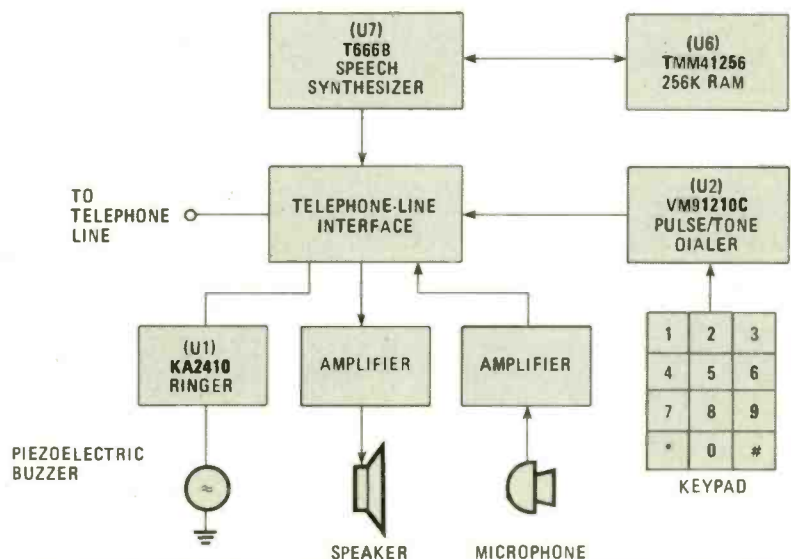 (U7)
T6668
SPEECH
SYNTHESIZER
(U6)
TMM41256
256K RAM
TO
TELEPHONE
LINE
TELEPHONE-LINE
INTERFACE
(U2)
VM91210C
PULSE/TONE
DIALER
(U1)
KA2410
RINGER
AMPLIFIER
AMPLIFIER
1 2 3
4 5 6
7 8 9
* 0 #
KEYPAD
PIEZOELECTRIC
BUZZER
≈
SPEAKER
MICROPHONE